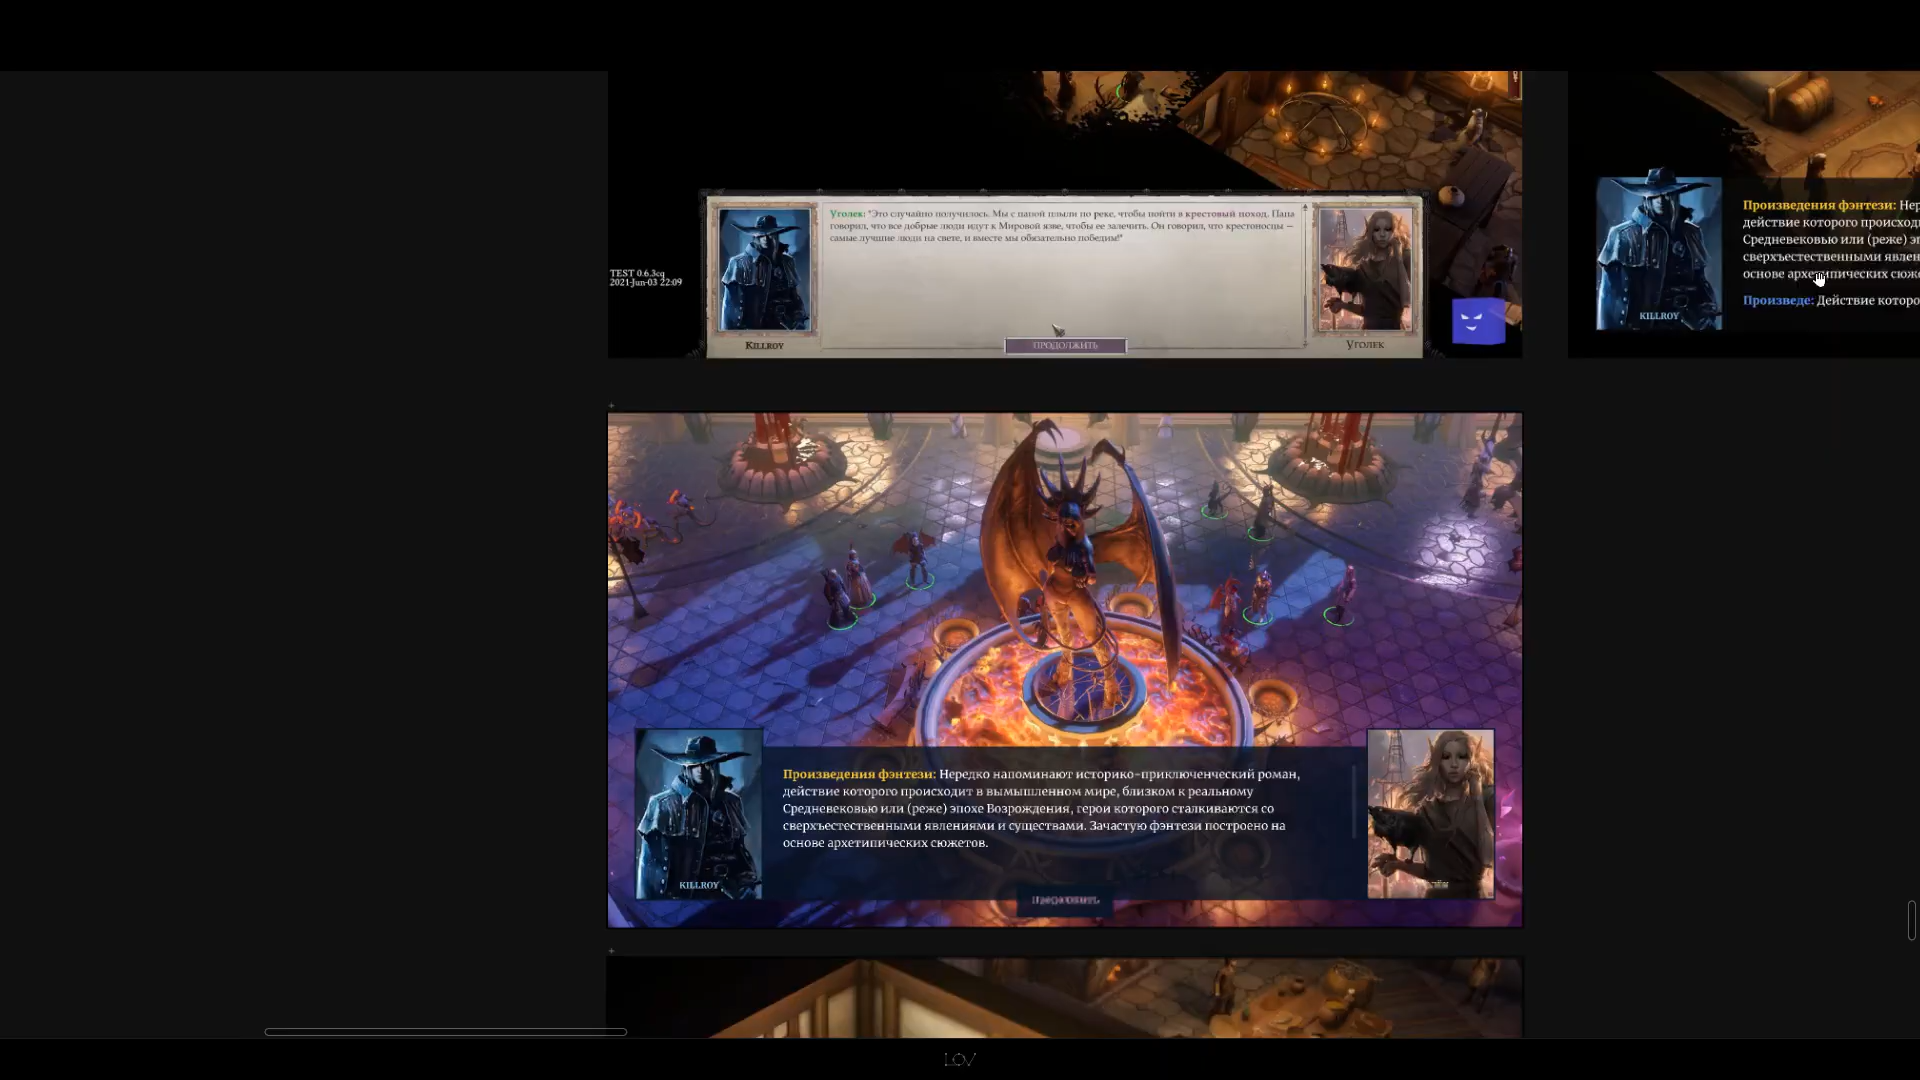 Уголек: "Это случайно получилось. Мы с папой плыли по реке, чтобы пойти в крестовый поход. Папа
говорил, что все добрые люди идут к Мировой язве, чтобы ее залечить. Он говорил, что крестоносцы —
самые лучшие люди на свете, и вместе мы обязательно победим!"
TEST 0.6.3cq
2021-Jun-03 22:09
KILLROY
ПРОДОЛЖИТЬ
УГОЛЕК
Произведения фэнтези: Нер
действие которого происход
Средневековью или (реже) эп
сверхъестественными явлен
основе архетипических сюже
Произведе: Действие которо
KILLROY
Произведения фэнтези: Нередко напоминают историко-приключенческий роман,
действие которого происходит в вымышленном мире, близком к реальному
Средневековью или (реже) эпохе Возрождения, герои которого сталкиваются со
сверхъестественными явлениями и существами. Зачастую фэнтези построено на
основе архетипических сюжетов.
KILLROY
ПРОДОЛЖИТЬ
LOV